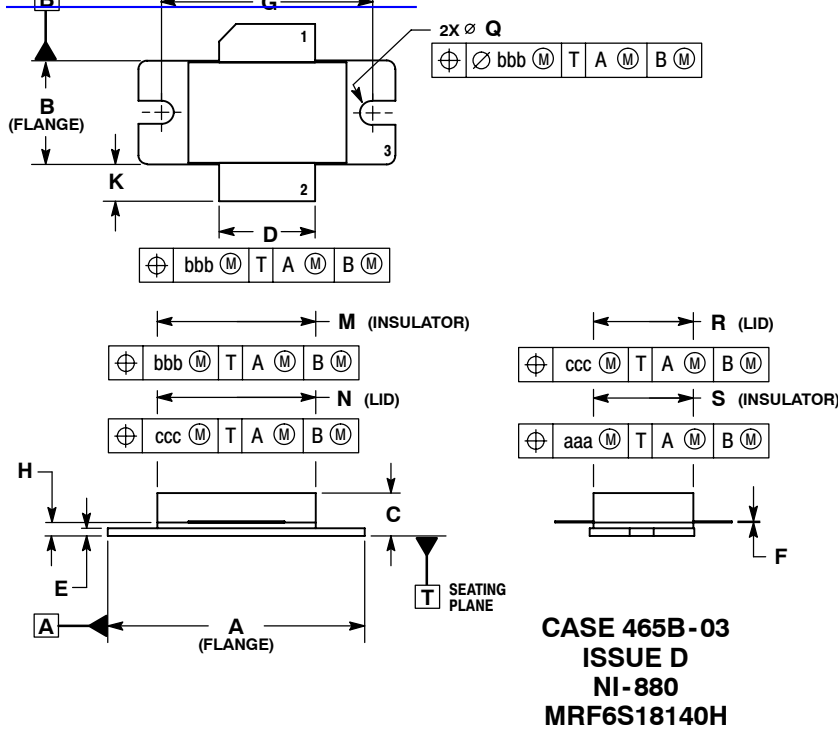 B
G
1
2X ⌀ Q
⌖ ⌀ bbb Ⓜ T A Ⓜ B Ⓜ
B
(FLANGE)
3
K
2
D
⌖ bbb Ⓜ T A Ⓜ B Ⓜ
M (INSULATOR)
⌖ bbb Ⓜ T A Ⓜ B Ⓜ
N (LID)
⌖ ccc Ⓜ T A Ⓜ B Ⓜ
R (LID)
⌖ ccc Ⓜ T A Ⓜ B Ⓜ
S (INSULATOR)
⌖ aaa Ⓜ T A Ⓜ B Ⓜ
H
C
E
F
T SEATING
PLANE
A
A
(FLANGE)
CASE 465B-03
ISSUE D
NI-880
MRF6S18140H